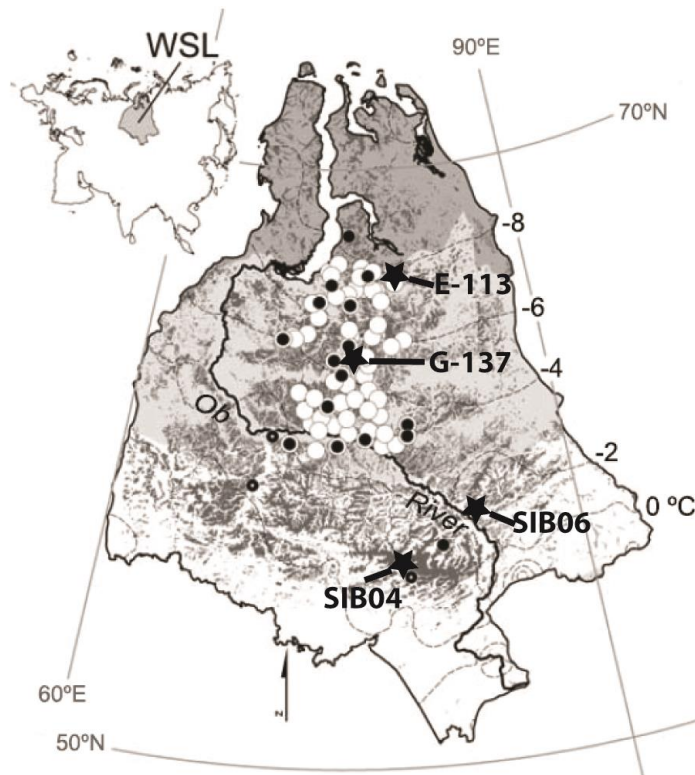 WSL
90ºE
70ºN
-8
E-113
-6
G-137
-4
Ob
-2
River
0 ºC
SIB06
SIB04
z
60ºE
50ºN